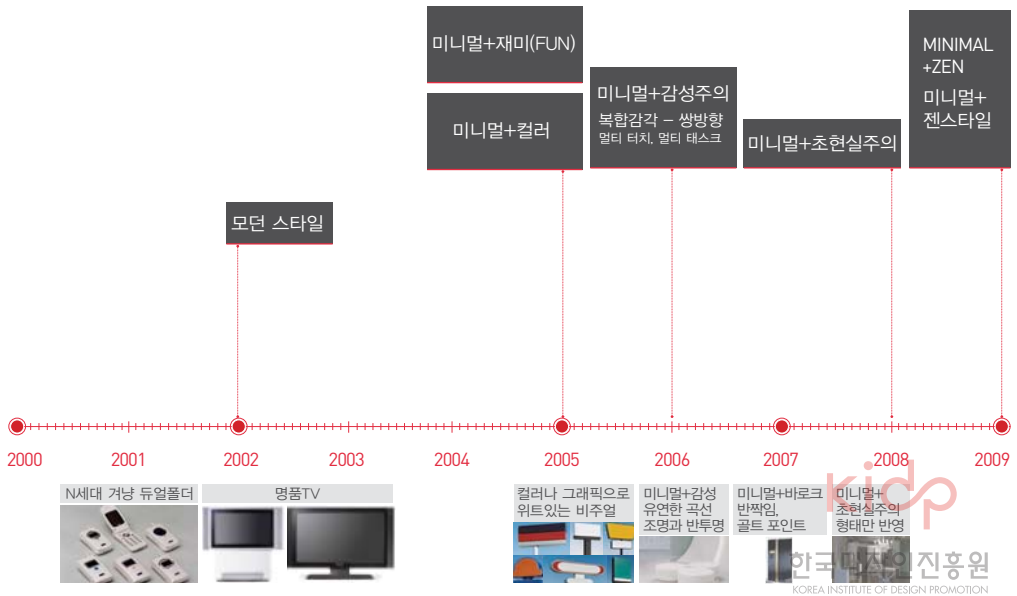 미니멀+재미(FUN)
미니멀+컬러
미니멀+감성주의
복합감각 – 쌍방향
멀티 터치, 멀티 태스크
미니멀+초현실주의
MINIMAL
+ZEN
미니멀+
젠스타일
모던 스타일
2000 2001 2002 2003 2004 2005 2006 2007 2008 2009
N세대 겨냥 듀얼폴더
명품TV
컬러나 그래픽으로
위트있는 비주얼
미니멀+감성
유연한 곡선
조명과 반투명
미니멀+바로크
반짝임,
골트 포인트
미니멀+
초현실주의
형태만 반영
kidp
한국디자인진흥원
KOREA INSTITUTE OF DESIGN PROMOTION